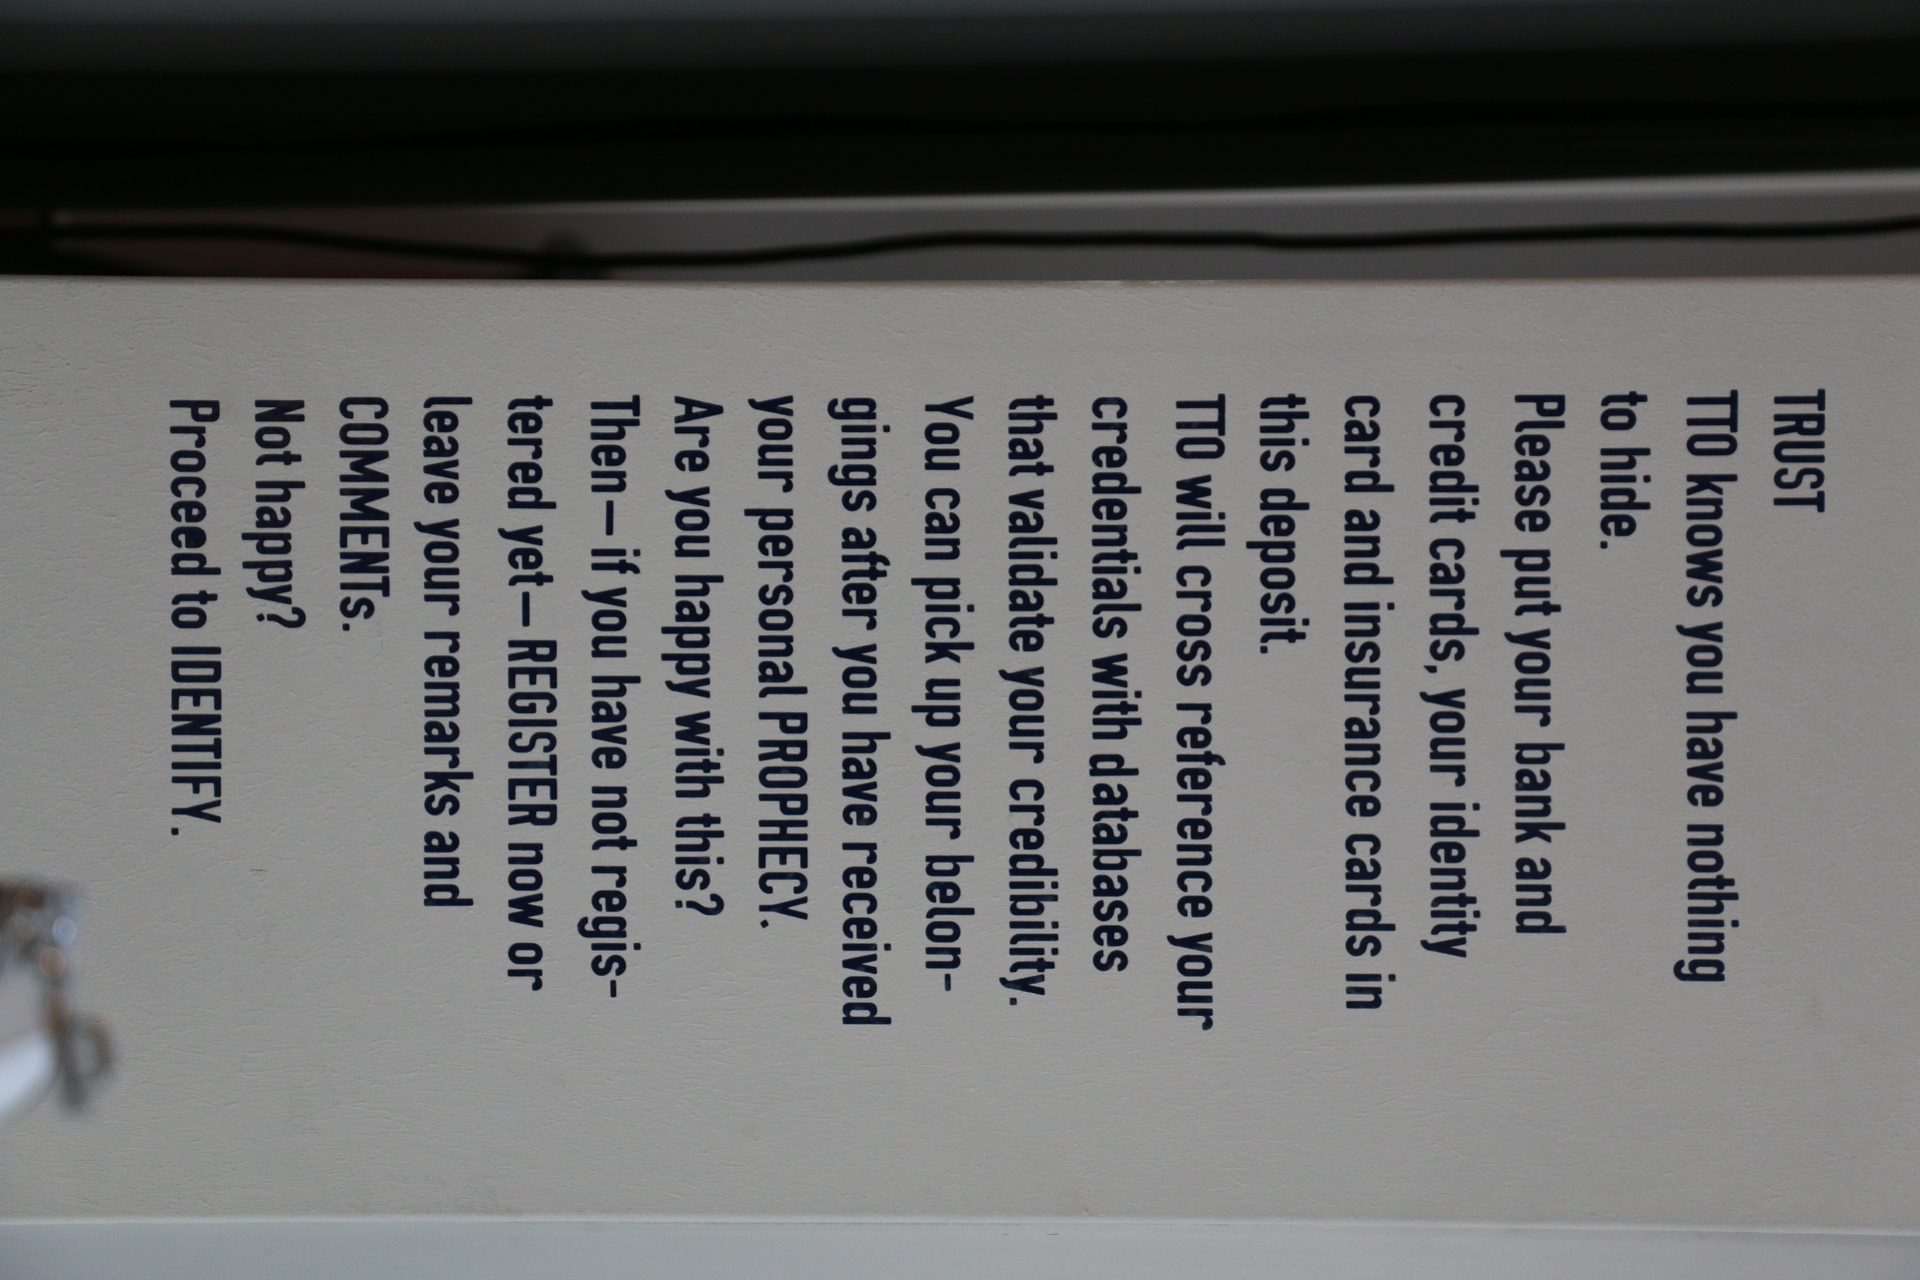 TRUST
TTO knows you have nothing
to hide.
Please put your bank and
credit cards, your identity
card and insurance cards in
this deposit.
TTO will cross reference your
credentials with databases
that validate your credibility.
You can pick up your belon-
gings after you have received
your personal PROPHECY.
Are you happy with this?
Then – if you have not regis-
tered yet – REGISTER now or
leave your remarks and
COMMENTs.
Not happy?
Proceed to IDENTIFY.